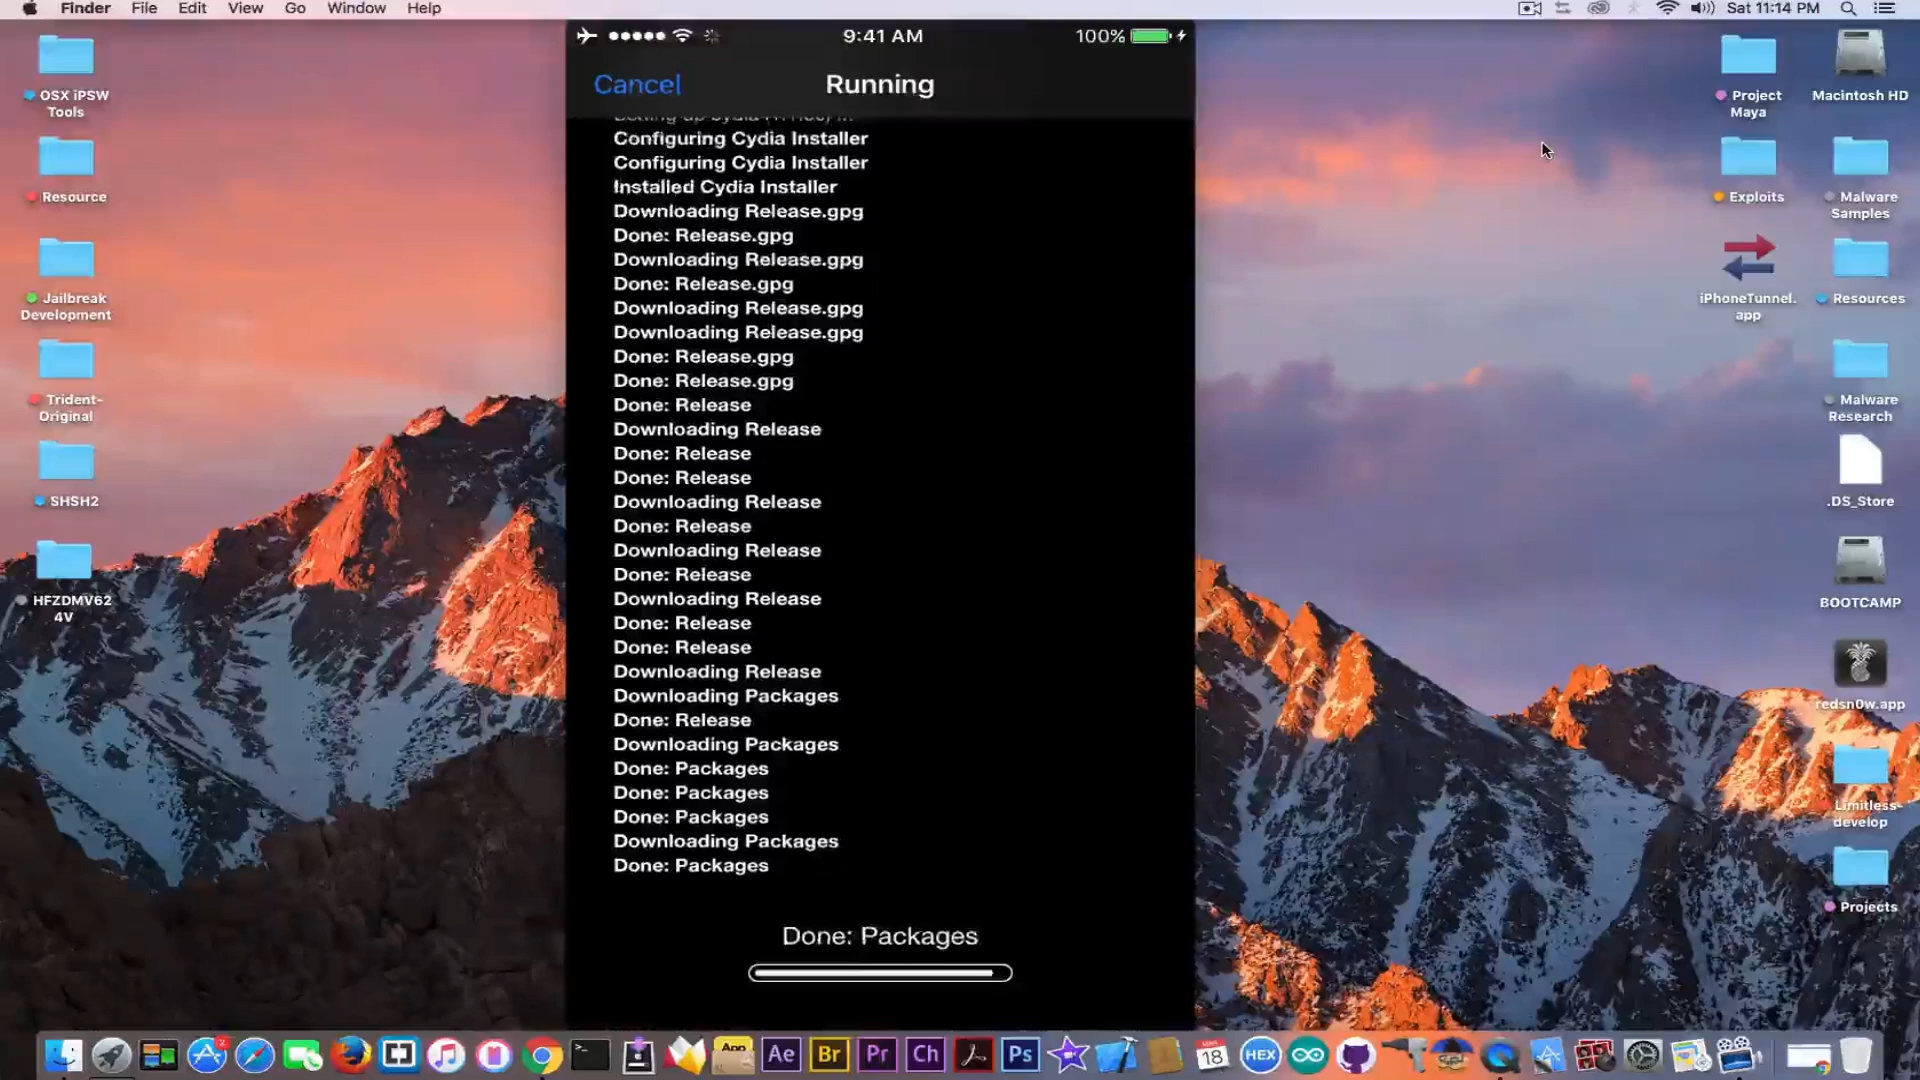 Finder File Edit View Go Window Help
Sat 11:14 PM
9:41 AM
100%
Cancel
Running
Configuring Cydia Installer
Configuring Cydia Installer
Installed Cydia Installer
Downloading Release.gpg
Done: Release.gpg
Downloading Release.gpg
Done: Release.gpg
Downloading Release.gpg
Downloading Release.gpg
Done: Release.gpg
Done: Release.gpg
Done: Release
Downloading Release
Done: Release
Done: Release
Downloading Release
Done: Release
Downloading Release
Done: Release
Downloading Release
Done: Release
Done: Release
Downloading Release
Downloading Packages
Done: Release
Downloading Packages
Done: Packages
Done: Packages
Done: Packages
Downloading Packages
Done: Packages
Done: Packages
OSX iPSW
Tools
Resource
Jailbreak
Development
Trident-
Original
SHSH2
HFZDMV62
4V
Project
Maya
Exploits
iPhoneTunnel.
app
Macintosh HD
Malware
Samples
Resources
Malware
Research
.DS_Store
BOOTCAMP
redsn0w.app
Limitless-
develop
Projects
2
App
Ae
Br
Pr
Ch
Ps
MAR
18
HEX